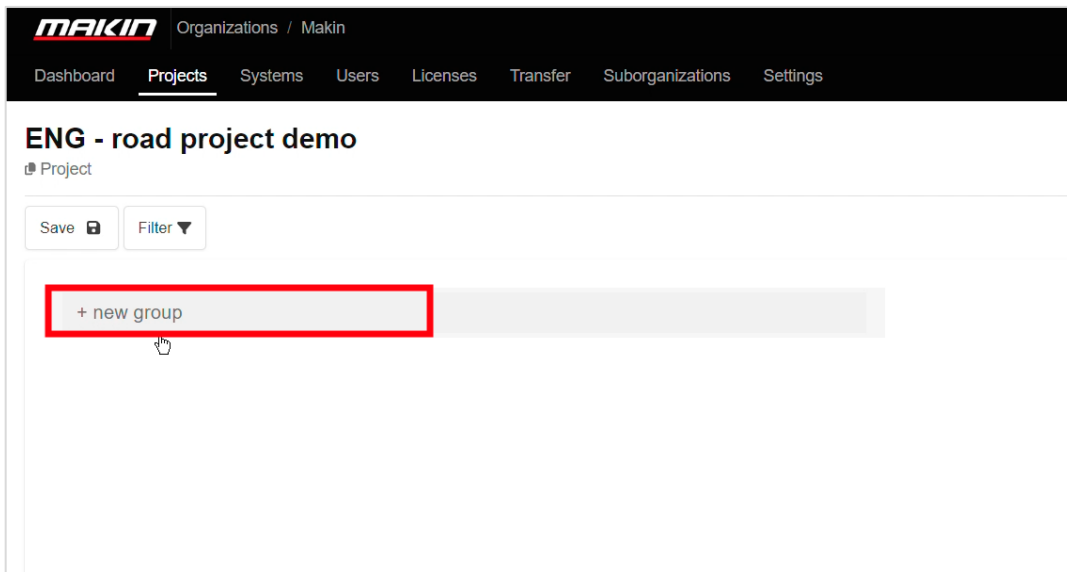 MAKIN Organizations / Makin
Dashboard Projects Systems Users Licenses Transfer Suborganizations Settings
ENG - road project demo
Project
Save Filter
+ new group